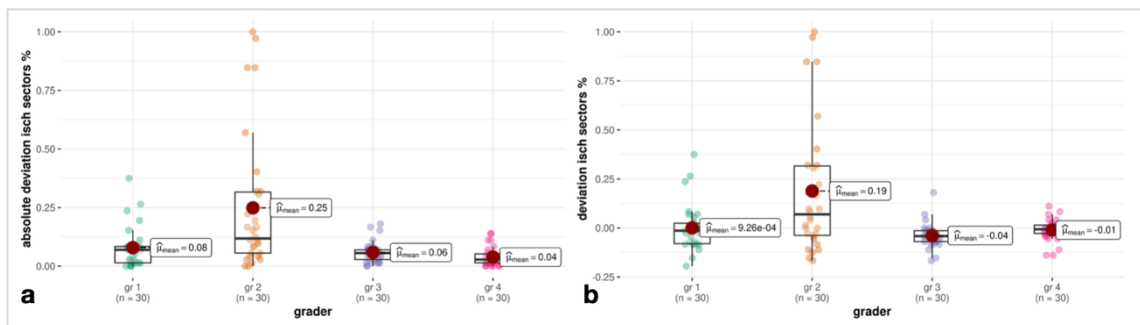 absolute deviation isch sectors %
1.00
0.75
0.50
0.25
0.00
μ̂mean = 0.08
μ̂mean = 0.25
μ̂mean = 0.06
μ̂mean = 0.04
gr 1
(n = 30)
gr 2
(n = 30)
gr 3
(n = 30)
gr 4
(n = 30)
grader
a
deviation isch sectors %
1.00
0.75
0.50
0.25
0.00
-0.25
μ̂mean = 9.26e-04
μ̂mean = 0.19
μ̂mean = -0.04
μ̂mean = -0.01
gr 1
(n = 30)
gr 2
(n = 30)
gr 3
(n = 30)
gr 4
(n = 30)
grader
b